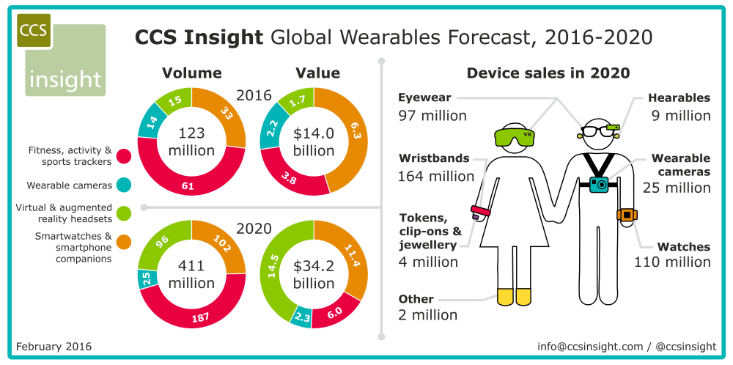 CCS
insight
CCS Insight Global Wearables Forecast, 2016-2020
Volume
Value
2016
15
33
14
61
123
million
1.7
6.3
2.2
3.8
$14.0
billion
Fitness, activity &
sports trackers
Wearable cameras
Virtual & augmented
reality headsets
Smartwatches &
smartphone
companions
2020
96
102
25
187
411
million
14.5
11.4
2.3
6.0
$34.2
billion
Device sales in 2020
Eyewear
97 million
Hearables
9 million
VR
Wristbands
164 million
Wearable
cameras
25 million
Tokens,
clip-ons &
jewellery
4 million
Watches
110 million
Other
2 million
February 2016
info@ccsinsight.com / @ccsinsight